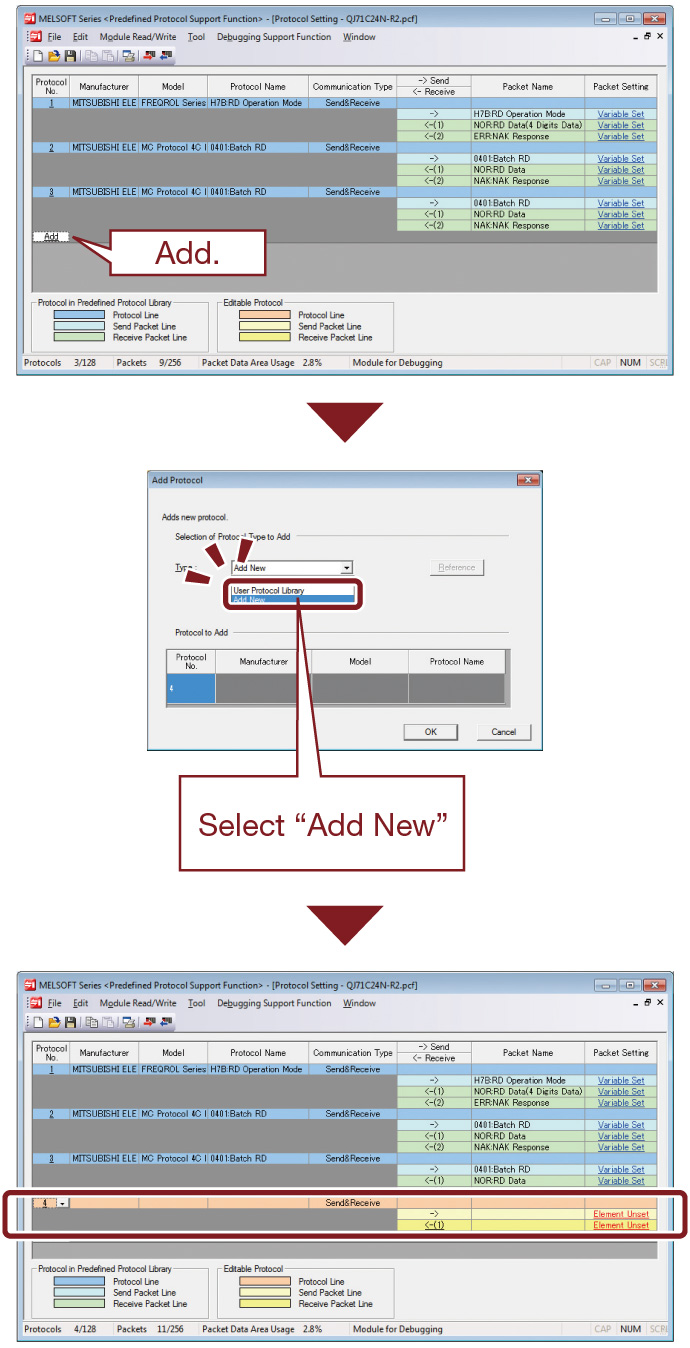 MELSOFT Series <Predefined Protocol Support Function> - [Protocol Setting - QJ71C24N-R2.pcf]
File Edit Module Read/Write Tool Debugging Support Function Window
Protocol No. Manufacturer Model Protocol Name Communication Type -> Send <- Receive Packet Name Packet Setting
1 MITSUBISHI ELE FREQROL Series H7B:RD Operation Mode Send&Receive
-> H7B:RD Operation Mode Variable Set
<-(1) NOR:RD Data(4 Digits Data) Variable Set
<-(2) ERR:NAK Response Variable Set
2 MITSUBISHI ELE MC Protocol 4C 0401:Batch RD Send&Receive
-> 0401:Batch RD Variable Set
<-(1) NOR:RD Data Variable Set
<-(2) NAK:NAK Response Variable Set
3 MITSUBISHI ELE MC Protocol 4C 0401:Batch RD Send&Receive
-> 0401:Batch RD Variable Set
<-(1) NOR:RD Data Variable Set
<-(2) NAK:NAK Response Variable Set
Add
Add.
Protocol in Predefined Protocol Library Editable Protocol
Protocol Line Protocol Line
Send Packet Line Send Packet Line
Receive Packet Line Receive Packet Line
Protocols 3/128 Packets 9/256 Packet Data Area Usage 2.8% Module for Debugging CAP NUM SCRL
Add Protocol
Adds new protocol.
Selection of Protocol Type to Add
Type : Add New Reference
User Protocol Library
Add New
Protocol to Add
Protocol No. Manufacturer Model Protocol Name
4
OK Cancel
Select “Add New”
MELSOFT Series <Predefined Protocol Support Function> - [Protocol Setting - QJ71C24N-R2.pcf]
File Edit Module Read/Write Tool Debugging Support Function Window
Protocol No. Manufacturer Model Protocol Name Communication Type -> Send <- Receive Packet Name Packet Setting
1 MITSUBISHI ELE FREQROL Series H7B:RD Operation Mode Send&Receive
-> H7B:RD Operation Mode Variable Set
<-(1) NOR:RD Data(4 Digits Data) Variable Set
<-(2) ERR:NAK Response Variable Set
2 MITSUBISHI ELE MC Protocol 4C 0401:Batch RD Send&Receive
-> 0401:Batch RD Variable Set
<-(1) NOR:RD Data Variable Set
<-(2) NAK:NAK Response Variable Set
3 MITSUBISHI ELE MC Protocol 4C 0401:Batch RD Send&Receive
-> 0401:Batch RD Variable Set
<-(1) NOR:RD Data Variable Set
4 Send&Receive
-> Element Unset
<-(1) Element Unset
Protocol in Predefined Protocol Library Editable Protocol
Protocol Line Protocol Line
Send Packet Line Send Packet Line
Receive Packet Line Receive Packet Line
Protocols 4/128 Packets 11/256 Packet Data Area Usage 2.8% Module for Debugging CAP NUM SCRL